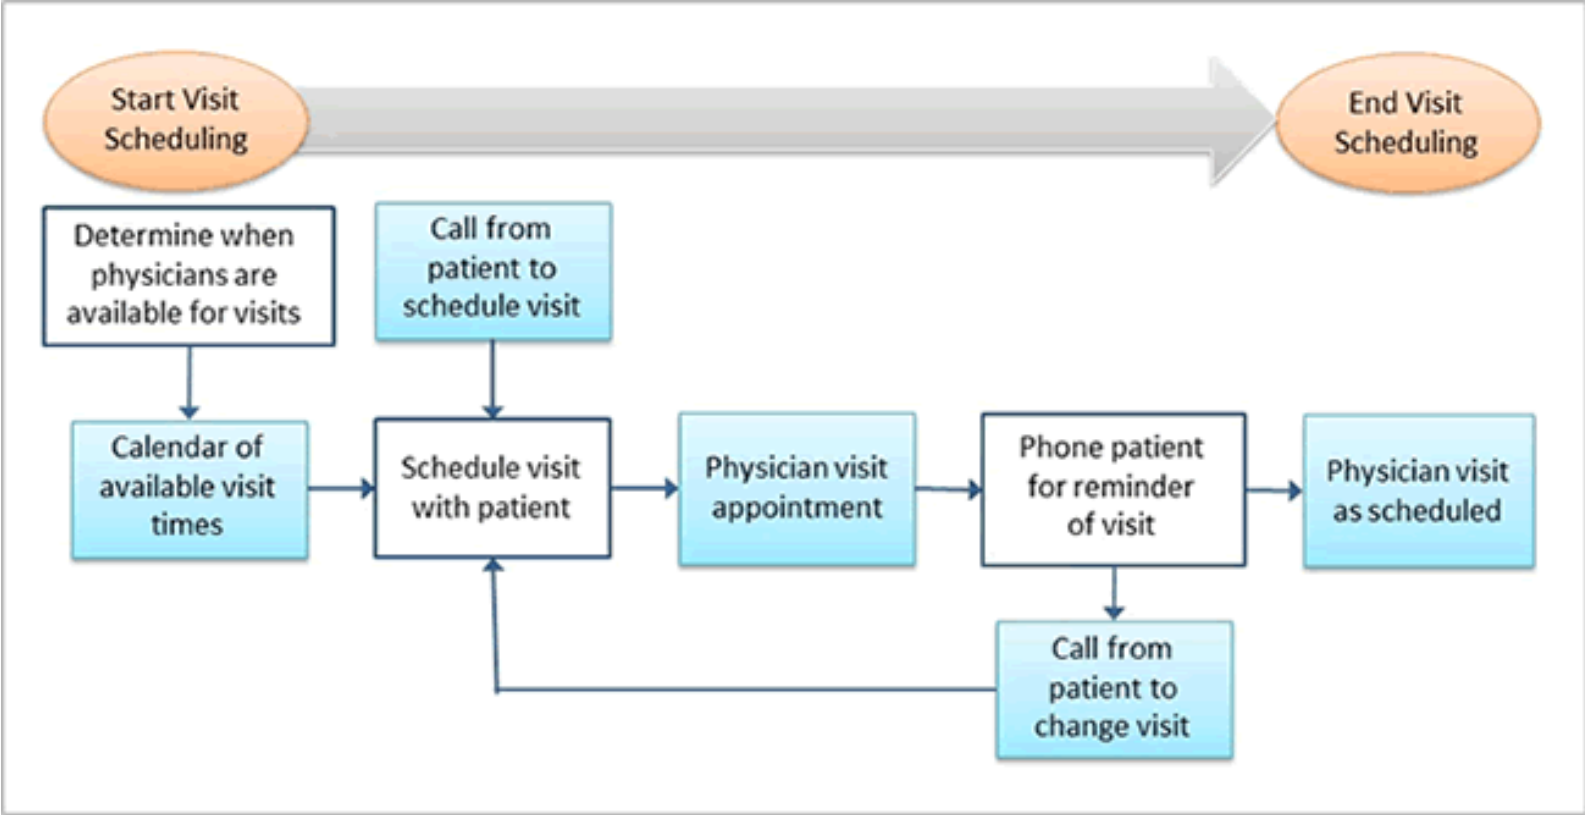 Start Visit
Scheduling
End Visit
Scheduling
Determine when
physicians are
available for visits
Call from
patient to
schedule visit
Calendar of
available visit
times
Schedule visit
with patient
Physician visit
appointment
Phone patient
for reminder
of visit
Physician visit
as scheduled
Call from
patient to
change visit